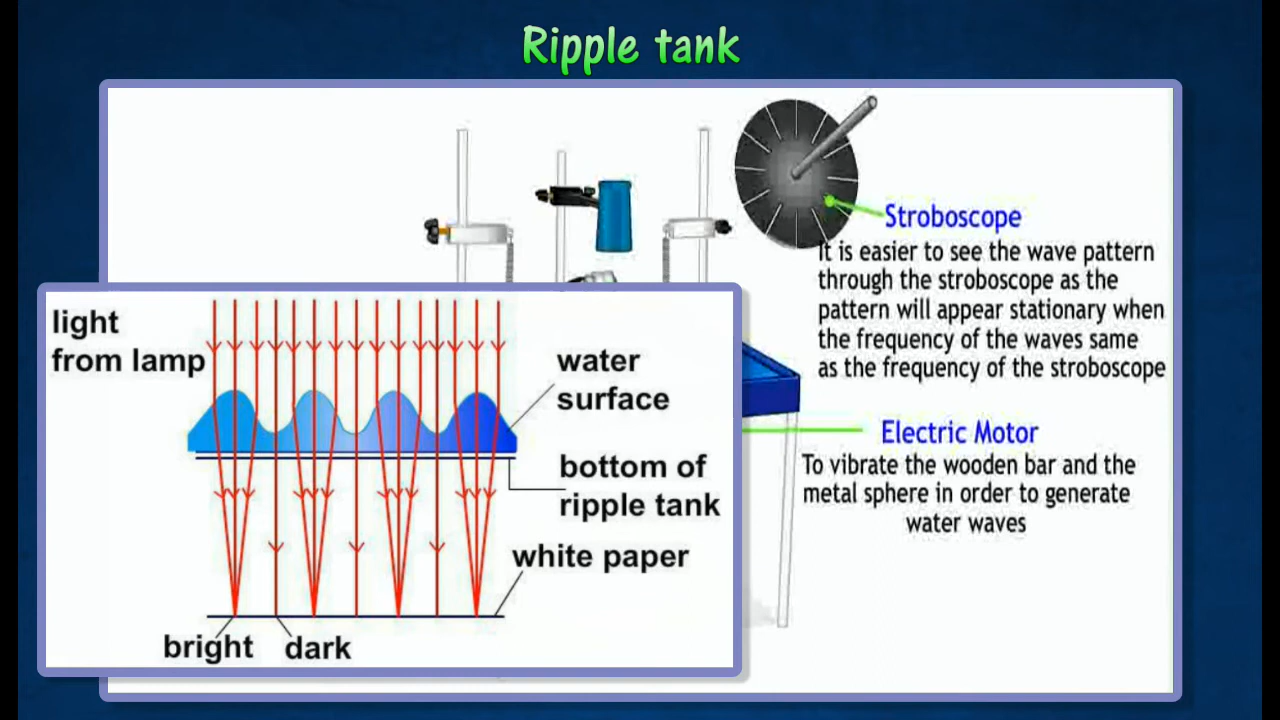 Ripple tank
Stroboscope
It is easier to see the wave pattern
through the stroboscope as the
pattern will appear stationary when
the frequency of the waves same
as the frequency of the stroboscope
Electric Motor
To vibrate the wooden bar and the
metal sphere in order to generate
water waves
light
from lamp
water
surface
bottom of
ripple tank
white paper
bright dark